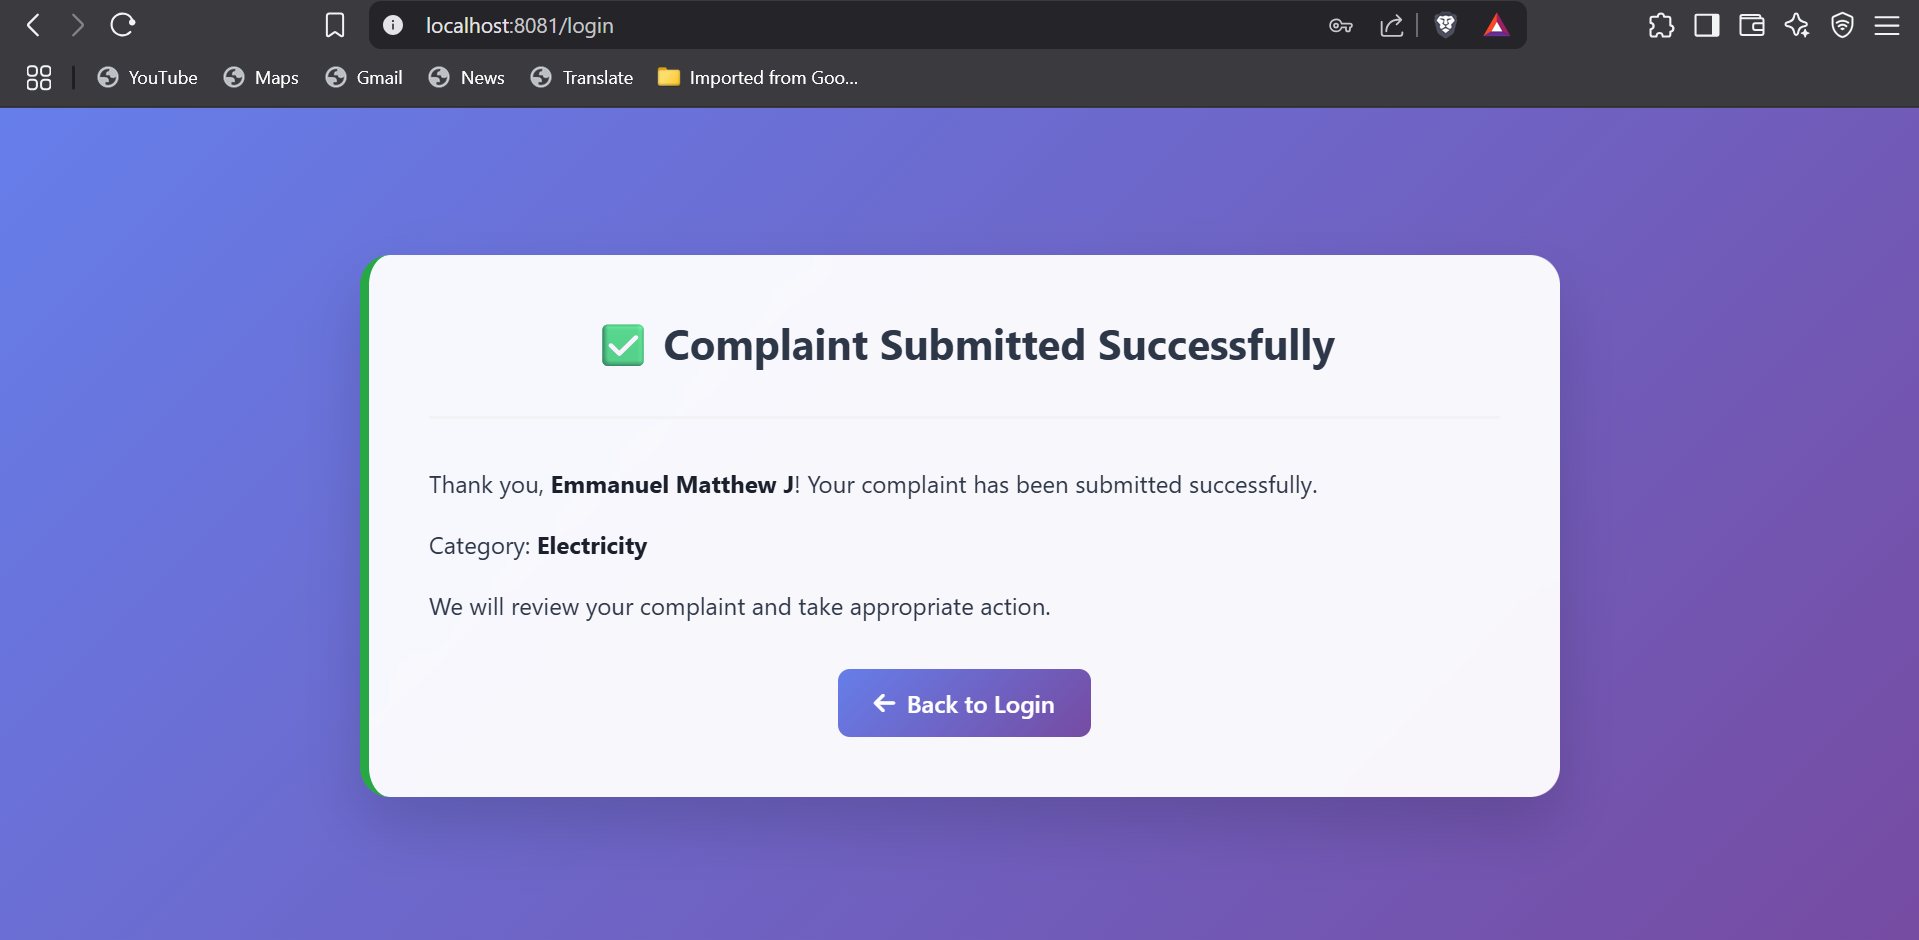 localhost:8081/login
YouTube Maps Gmail News Translate Imported from Goo...
✅ Complaint Submitted Successfully
Thank you, Emmanuel Matthew J! Your complaint has been submitted successfully.
Category: Electricity
We will review your complaint and take appropriate action.
← Back to Login